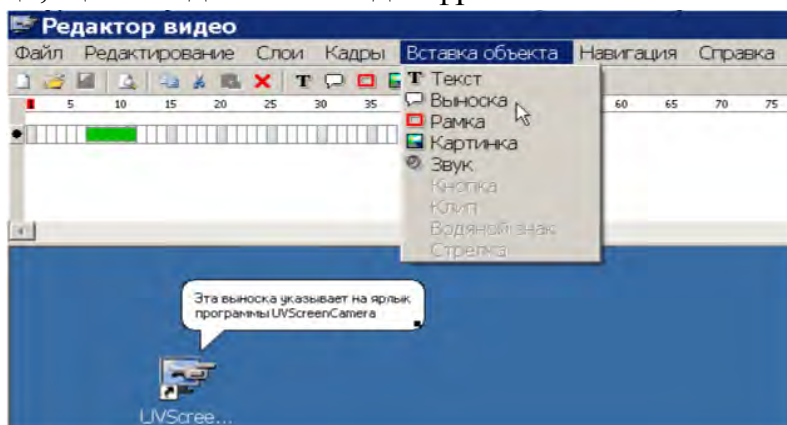 Редактор видео
Файл Редактирование Слои Кадры Вставка объекта Навигация Справка
T Текст
Выноска
Рамка
Картинка
Звук
Кнопка
Клип
Водяной знак
Стрелка
5 10 15 20 25 30 35 60 65 70 75
Эта выноска указывает на ярлык
программы UVScreenCamera
UVScree...